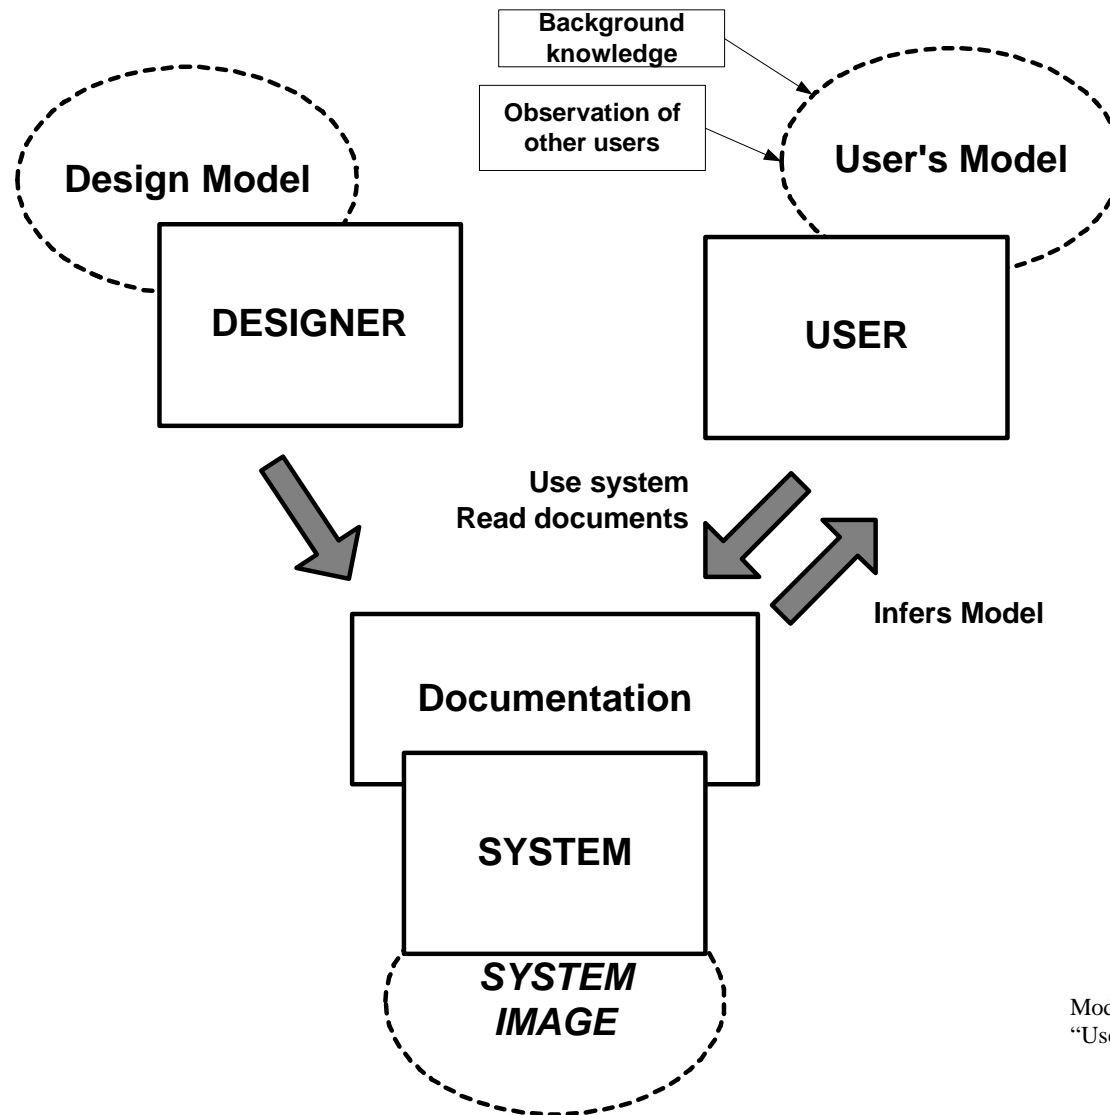 Background
knowledge
Observation of
other users
Design Model
User's Model
DESIGNER
USER
Use system
Read documents
Infers Model
Documentation
SYSTEM
SYSTEM
IMAGE